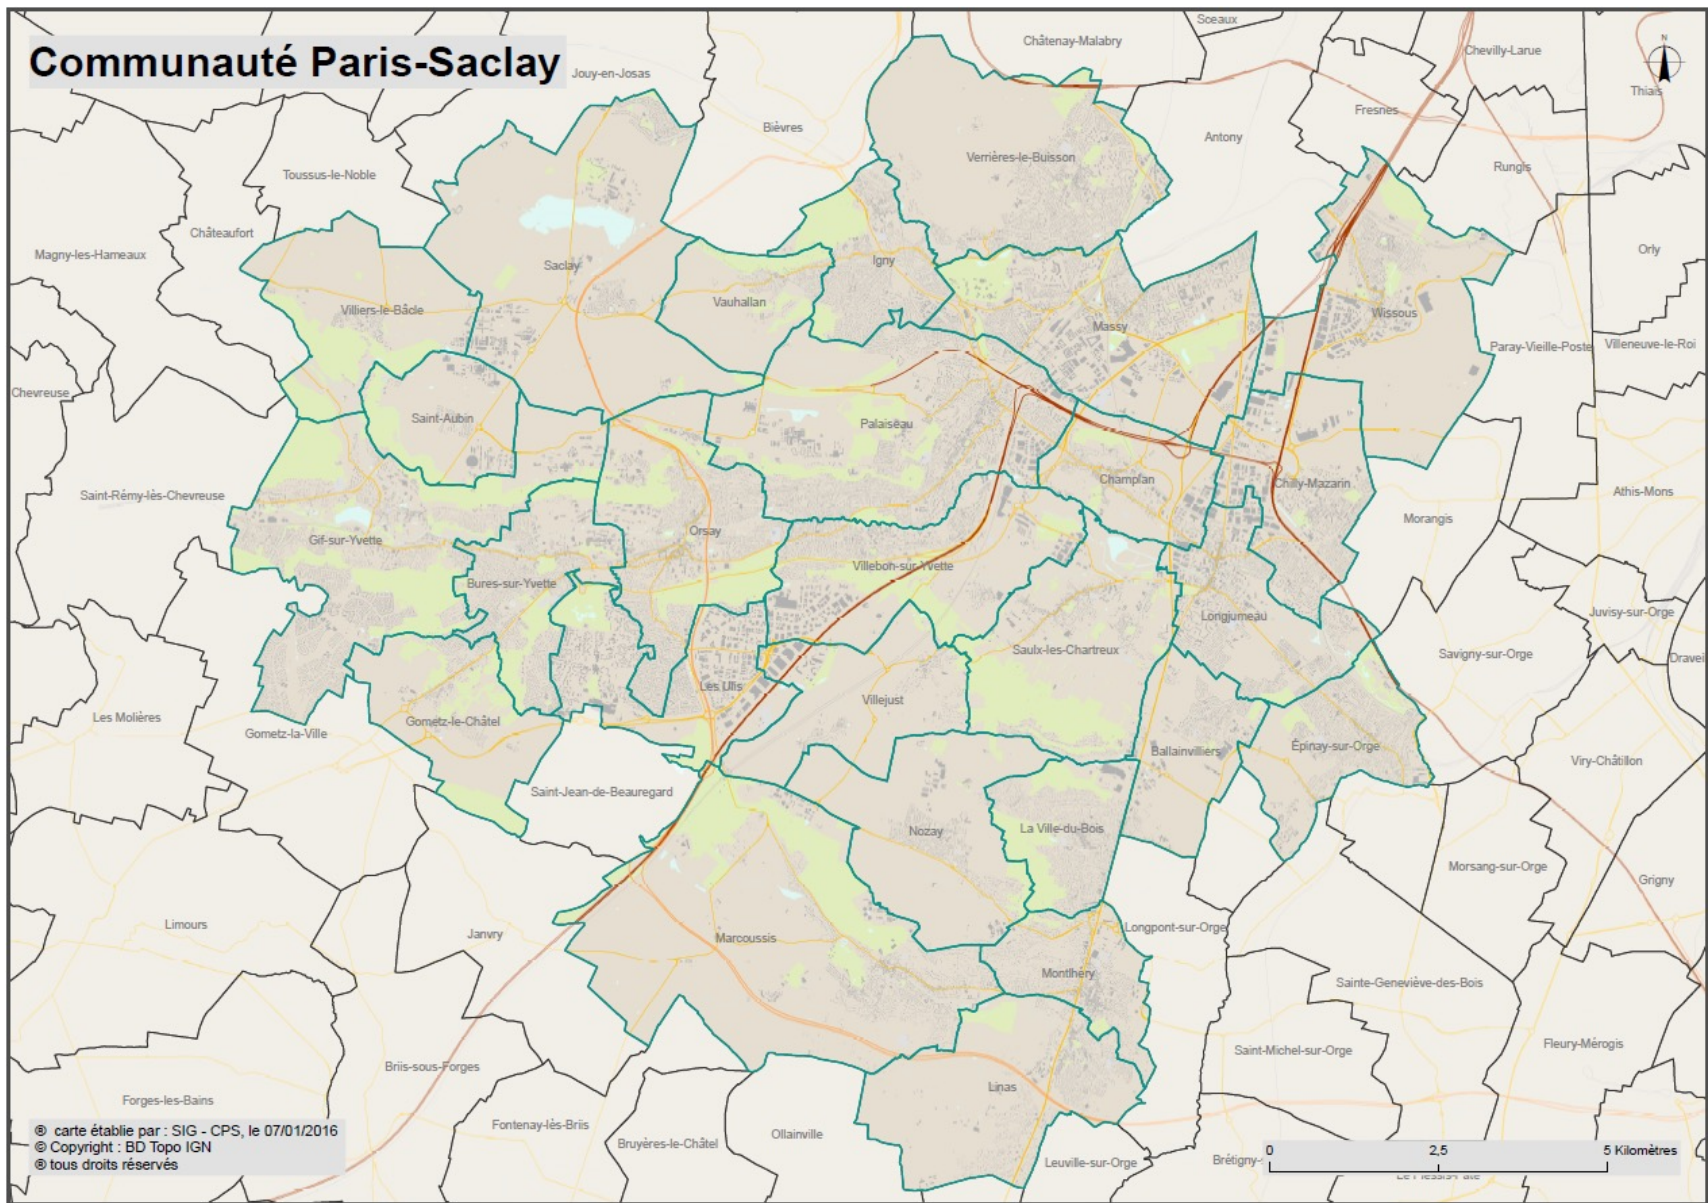 Communauté Paris-Saclay
Sceaux
Châtenay-Malabry
Chevilly-Larue
N
Jouy-en-Josas
Thiais
Fresnes
Bièvres
Antony
Verrières-le-Buisson
Rungis
Toussus-le-Noble
Châteaufort
Magny-les-Hameaux
Orly
Saclay
Igny
Vauhallan
Villiers-le-Bâcle
Wissous
Massy
Paray-Vieille-Poste
Villeneuve-le-Roi
Chevreuse
Saint-Aubin
Palaiseau
Champlan
Chilly-Mazarin
Saint-Rémy-lès-Chevreuse
Athis-Mons
Morangis
Orsay
Gif-sur-Yvette
Villebon-sur-Yvette
Bures-sur-Yvette
Longjumeau
Juvisy-sur-Orge
Saulx-les-Chartreux
Savigny-sur-Orge
Dravei
Les Ulis
Villejust
Les Molières
Gometz-le-Châtel
Gometz-la-Ville
Ballainvilliers
Épinay-sur-Orge
Viry-Châtillon
Saint-Jean-de-Beauregard
Nozay
La Ville-du-Bois
Morsang-sur-Orge
Grigny
Limours
Janvry
Marcoussis
Longpont-sur-Orge
Montlhéry
Sainte-Geneviève-des-Bois
Fleury-Mérogis
Saint-Michel-sur-Orge
Briis-sous-Forges
Linas
Forges-les-Bains
Fontenay-lès-Briis
Bruyères-le-Châtel
Ollainville
Leuville-sur-Orge
® carte établie par : SIG - CPS, le 07/01/2016
© Copyright : BD Topo IGN
® tous droits réservés
Brétigny-
0 2,5 5 Kilomètres